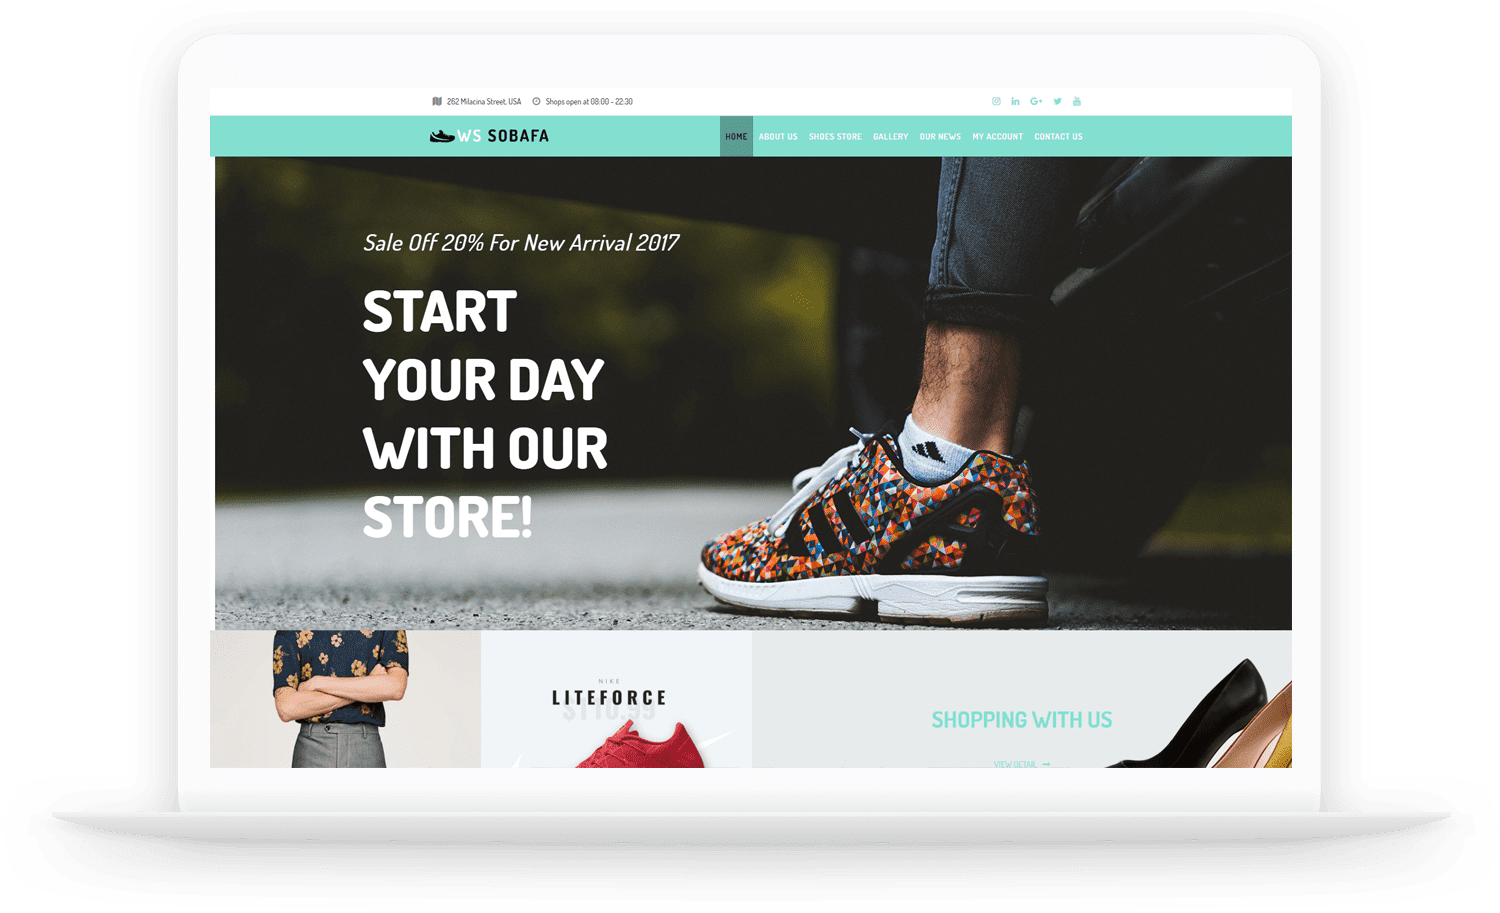 262 Milacina Street, USA Shops open at 08:00 - 22:30
WS SOBAFA
HOME ABOUT US SHOES STORE GALLERY OUR NEWS MY ACCOUNT CONTACT US
Sale Off 20% For New Arrival 2017
START
YOUR DAY
WITH OUR
STORE!
NIKE
LITEFORCE
$110.99
SHOPPING WITH US
VIEW DETAIL